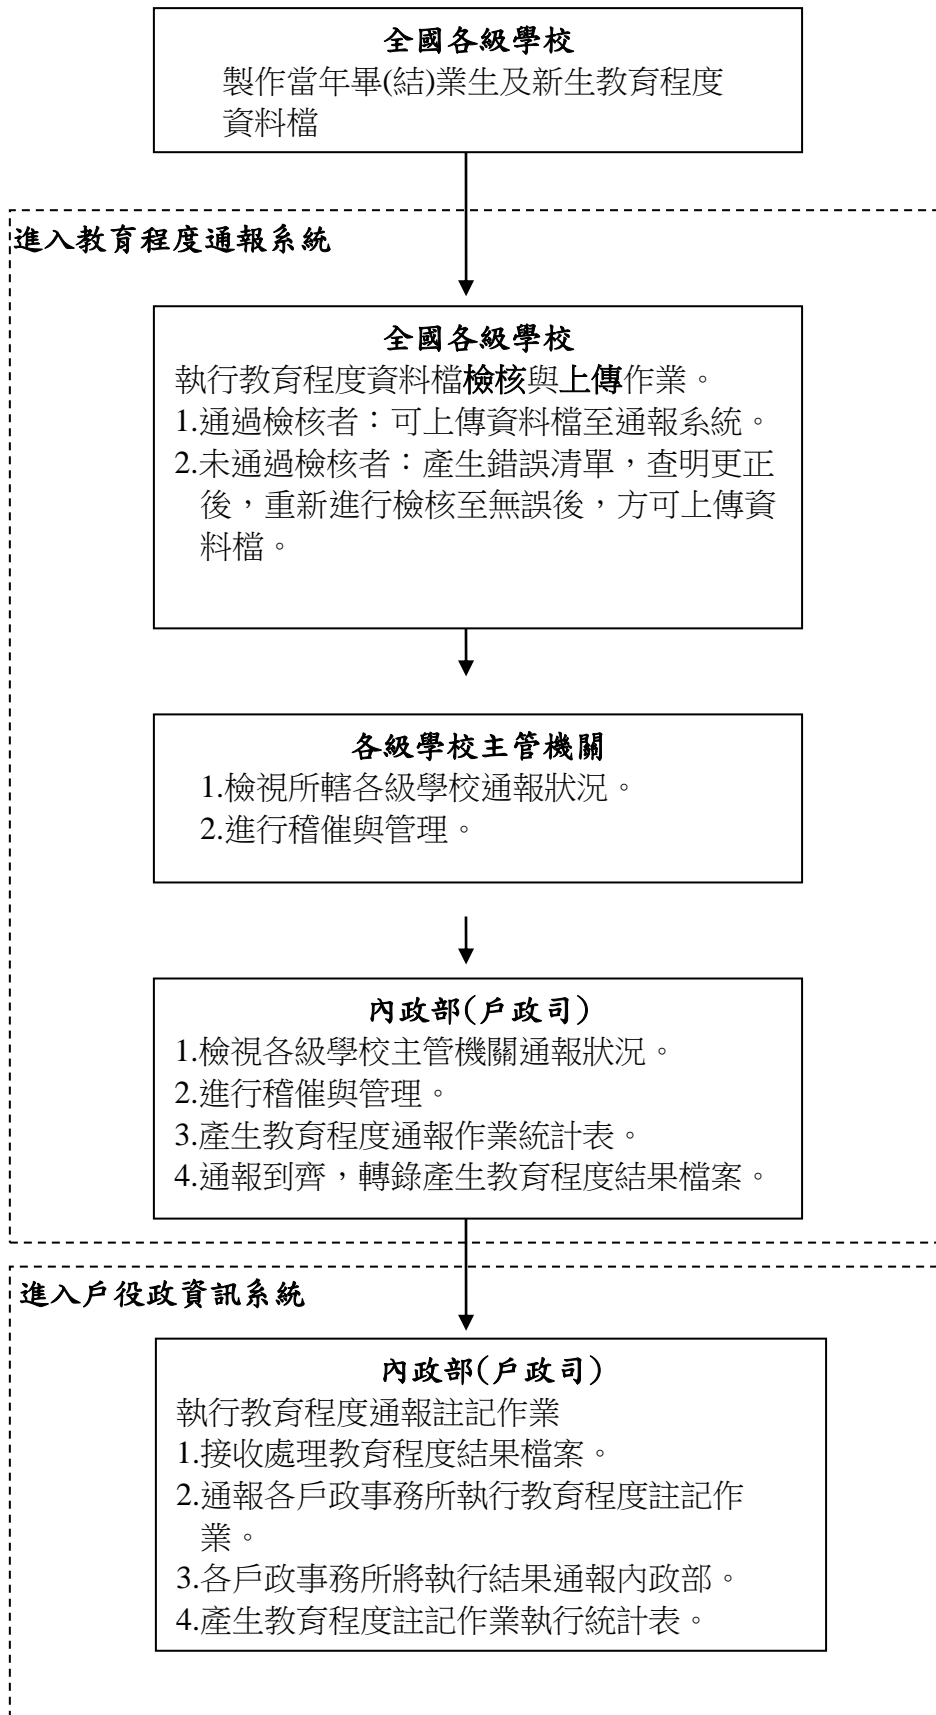 全國各級學校
製作當年畢(結)業生及新生教育程度
資料檔
進入教育程度通報系統
全國各級學校
執行教育程度資料檔檢核與上傳作業。
1.通過檢核者：可上傳資料檔至通報系統。
2.未通過檢核者：產生錯誤清單，查明更正
後，重新進行檢核至無誤後，方可上傳資
料檔。
各級學校主管機關
1.檢視所轄各級學校通報狀況。
2.進行稽催與管理。
內政部(戶政司)
1.檢視各級學校主管機關通報狀況。
2.進行稽催與管理。
3.產生教育程度通報作業統計表。
4.通報到齊，轉錄產生教育程度結果檔案。
進入戶役政資訊系統
內政部(戶政司)
執行教育程度通報註記作業
1.接收處理教育程度結果檔案。
2.通報各戶政事務所執行教育程度註記作
業。
3.各戶政事務所將執行結果通報內政部。
4.產生教育程度註記作業執行統計表。